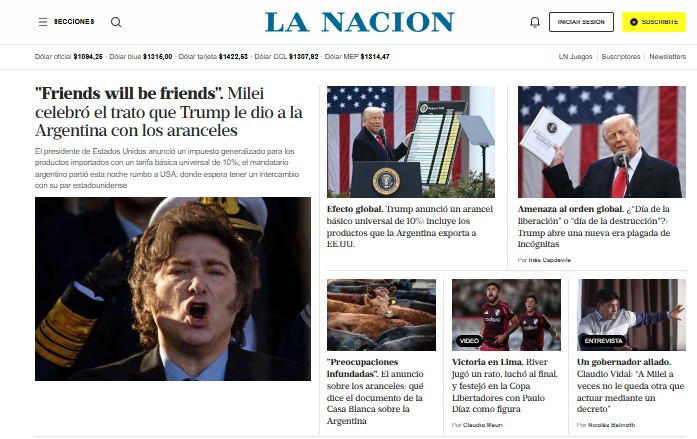 SECCIONES
LA NACION
INICIAR SESIÓN
SUSCRIBITE
Dólar oficial $1094,25 - Dólar blue $1315,00 - Dólar tarjeta $1422,53 - Dólar CCL $1307,92 - Dólar MEP $1314,47
LN Juegos | Suscriptores | Newsletters
"Friends will be friends". Milei
celebró el trato que Trump le dio a la
Argentina con los aranceles
El presidente de Estados Unidos anunció un impuesto generalizado para los
productos importados con un tarifa básica universal de 10%; el mandatario
argentino partió esta noche rumbo a USA, donde espera tener un intercambio
con su par estadounidense
Efecto global. Trump anunció un arancel
básico universal de 10%: incluye los
productos que la Argentina exporta a
EE.UU.
Amenaza al orden global. ¿“Día de la
liberación” o “día de la destrucción”?:
Trump abre una nueva era plagada de
incógnitas
Por Inés Capdevila
"Preocupaciones
infundadas". El anuncio
sobre los aranceles: qué
dice el documento de la
Casa Blanca sobre la
Argentina
VIDEO
Victoria en Lima. River
jugó un rato, luchó al final,
y festejó en la Copa
Libertadores con Paulo
Díaz como figura
Por Claudio Mauri
ENTREVISTA
Un gobernador aliado.
Claudio Vidal: “A Milei a
veces no le queda otra que
actuar mediante un
decreto”
Por Nicolás Balinotti